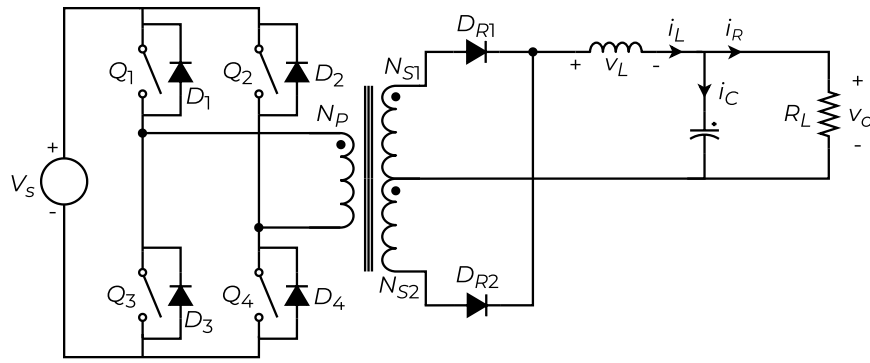 D_R1
i_L
i_R
N_S1
+
v_L
-
Q_1
Q_2
D_1
D_2
i_C
+
N_P
R_L
v_o
-
+
V_s
-
N_S2
D_R2
Q_3
D_3
Q_4
D_4